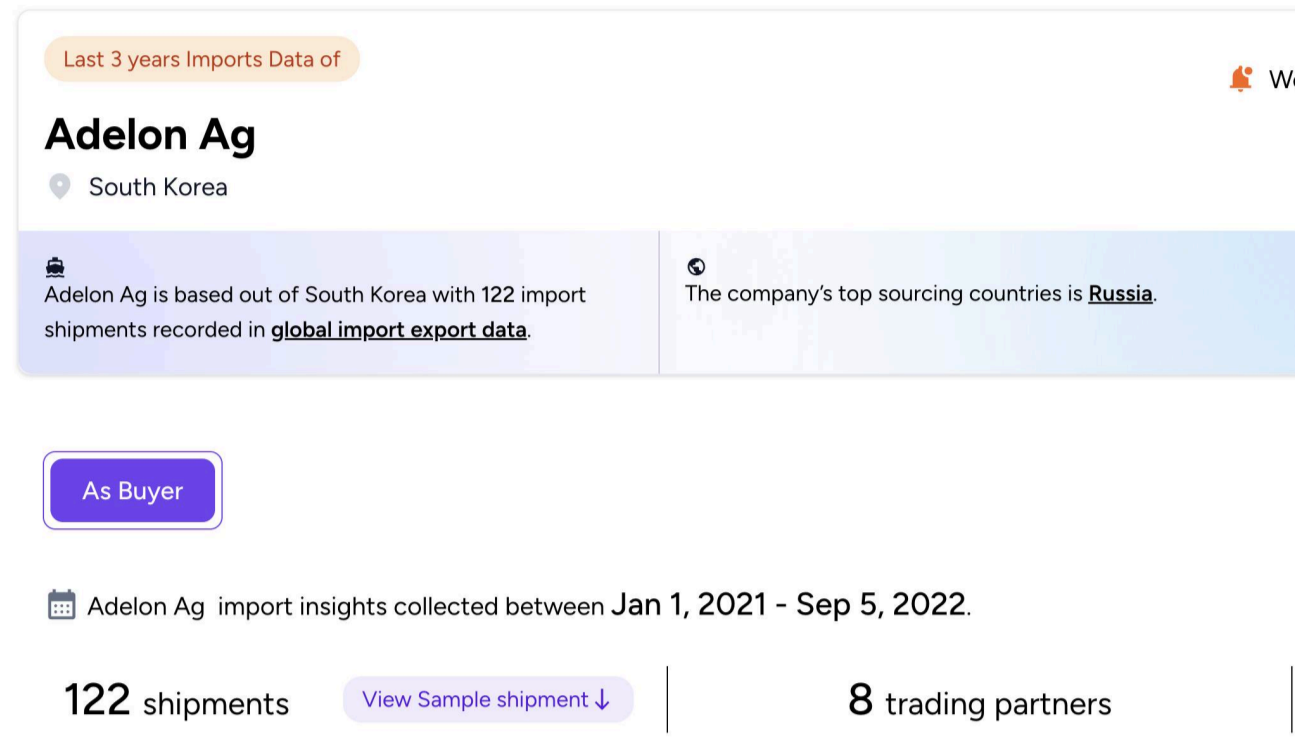 Last 3 years Imports Data of
Adelon Ag
South Korea
Adelon Ag is based out of South Korea with 122 import
shipments recorded in global import export data.
The company's top sourcing countries is Russia.
As Buyer
Adelon Ag import insights collected between Jan 1, 2021 - Sep 5, 2022.
122 shipments
View Sample shipment ↓
8 trading partners